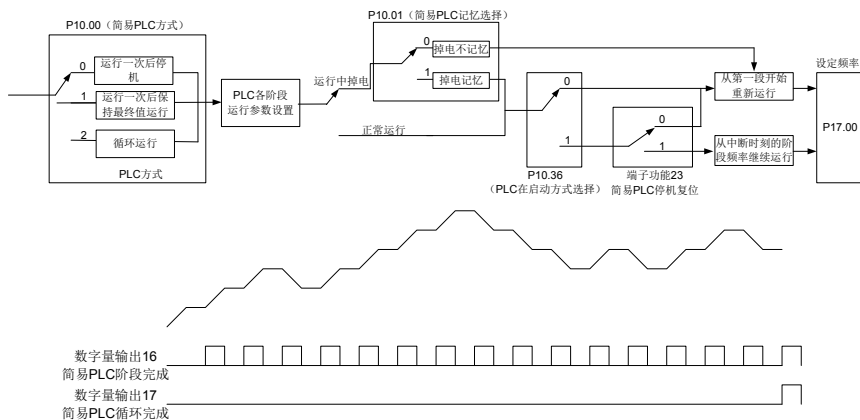 P10.00（简易PLC方式）
0
运行一次后停
机
1
运行一次后保
持最终值运行
2
循环运行
PLC方式
PLC各阶段
运行参数设置
运行中掉电
正常运行
P10.01（简易PLC记忆选择）
0
掉电不记忆
1
掉电记忆
0
1
P10.36
（PLC在启动方式选择）
0
1
端子功能23
简易PLC停机复位
从第一段开始
重新运行
从中断时刻的阶
段频率继续运行
设定频率
P17.00
数字量输出16
简易PLC阶段完成
数字量输出17
简易PLC循环完成